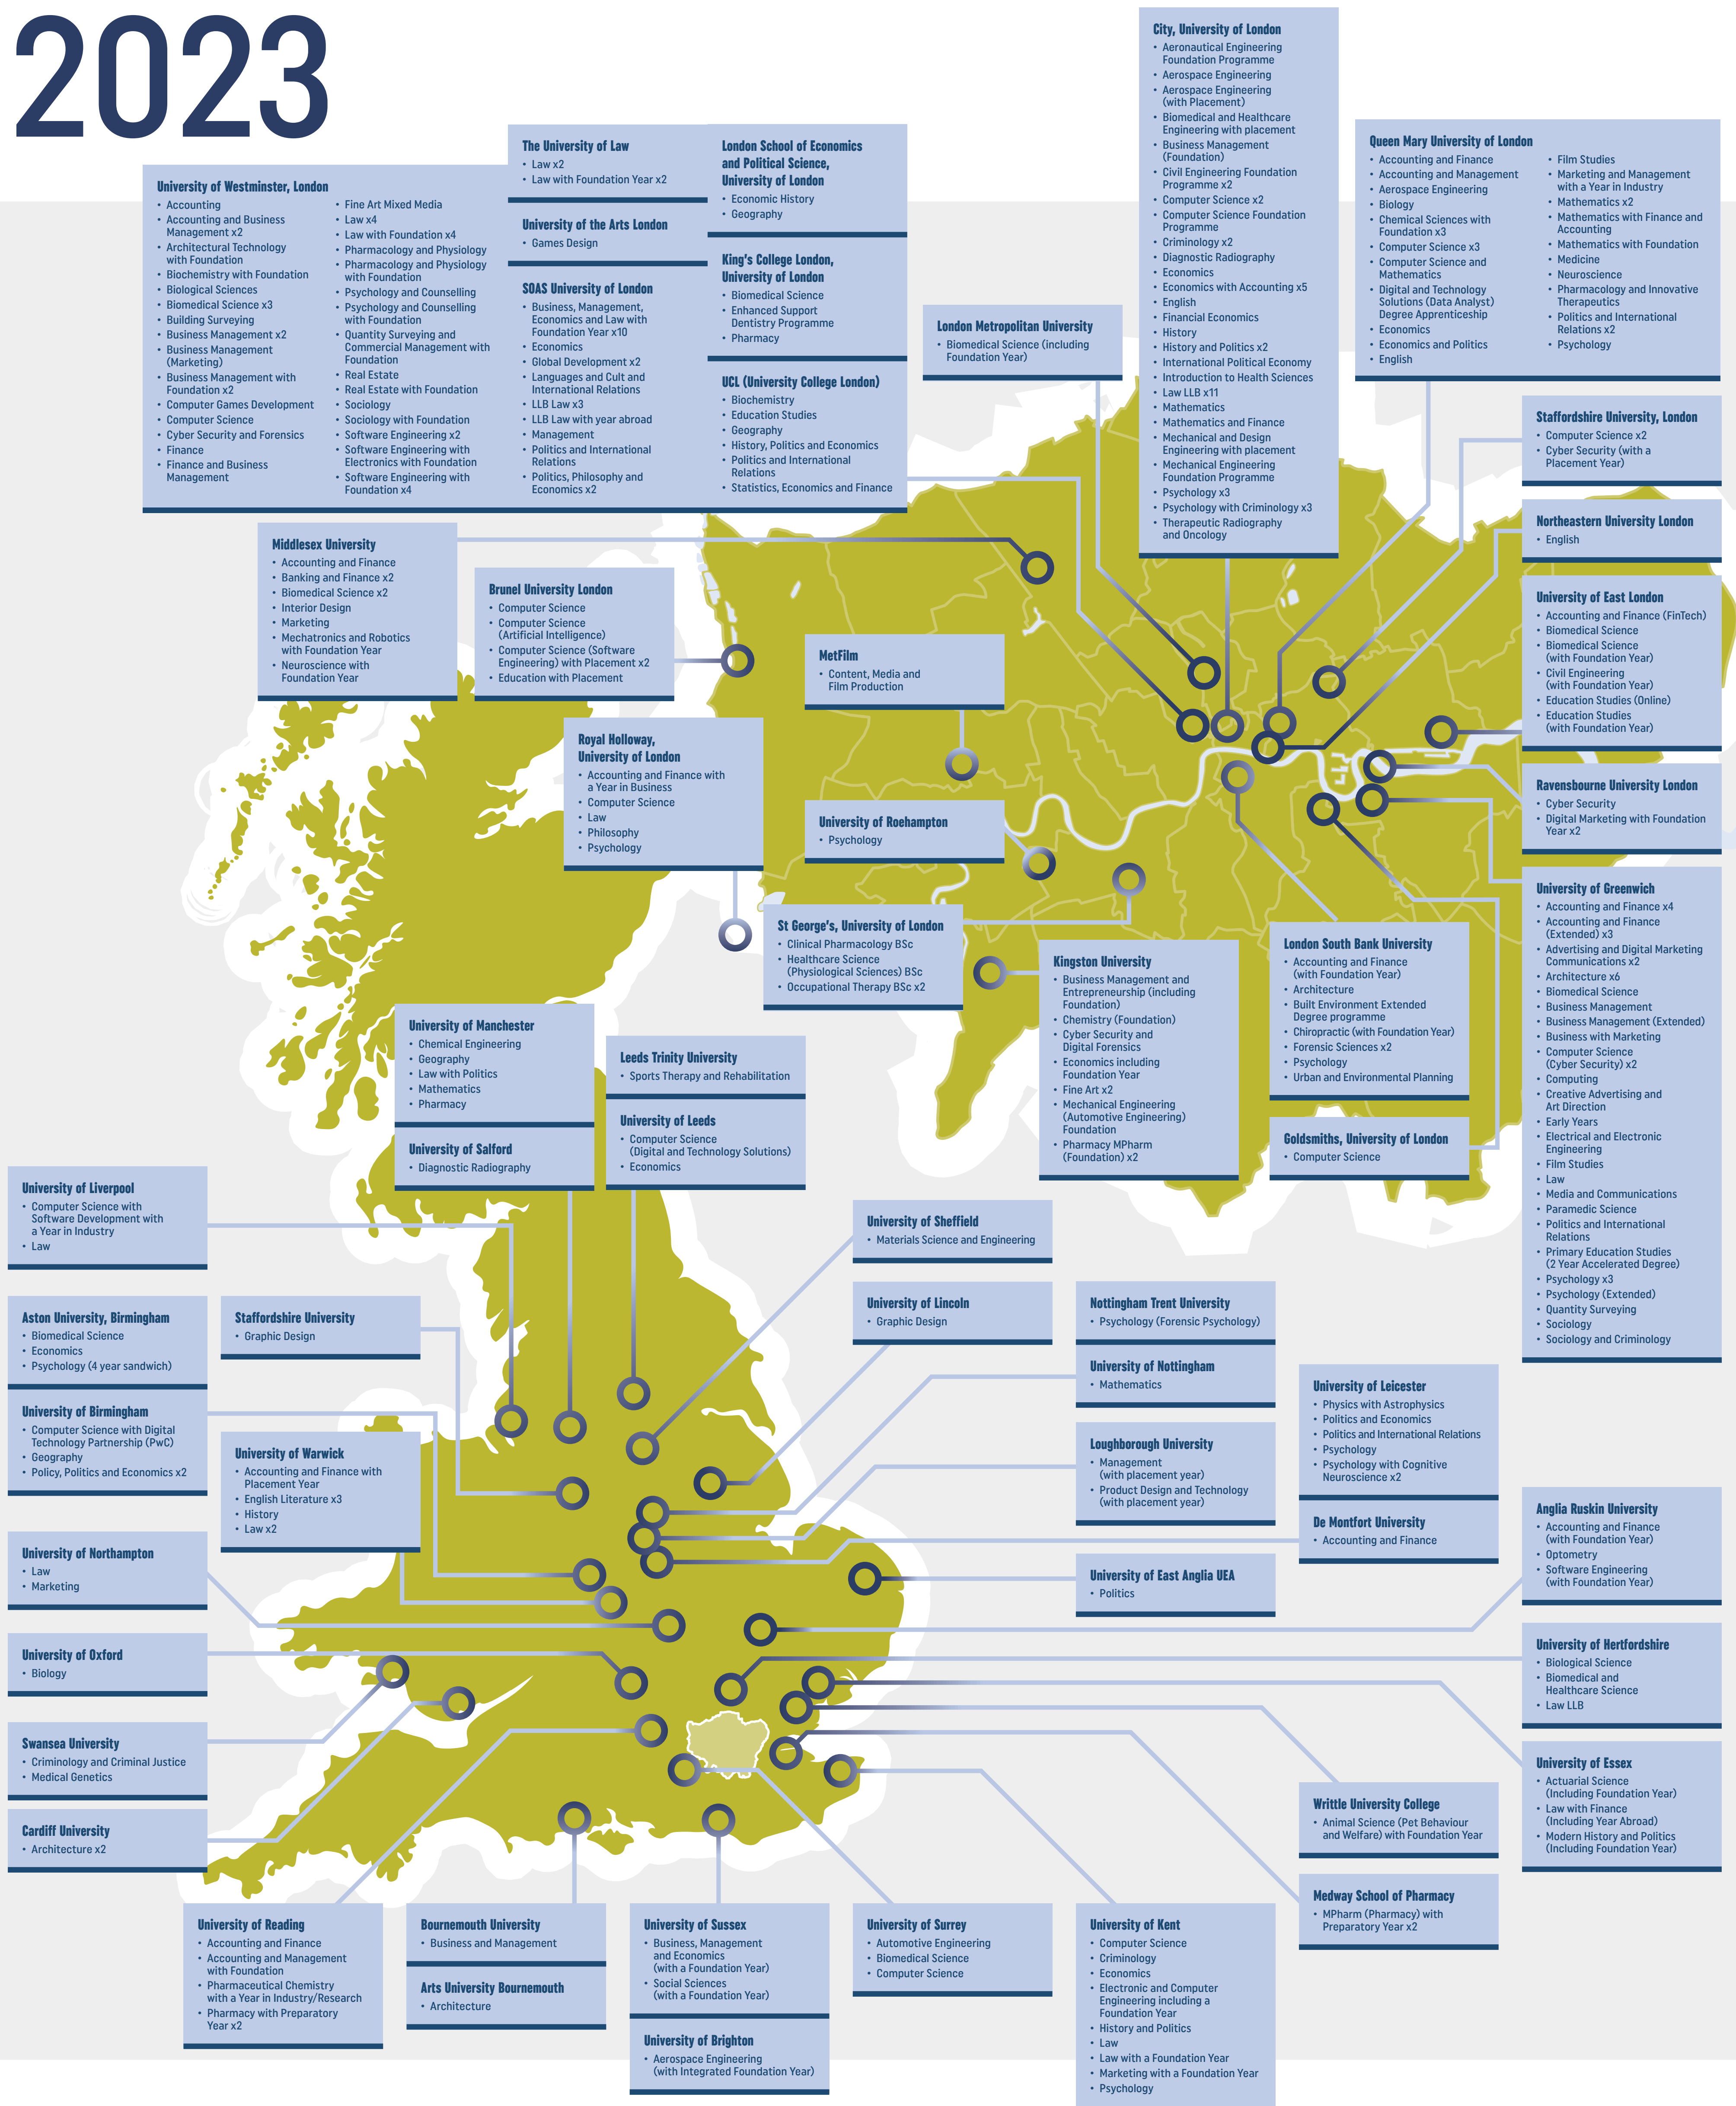 2023
University of Westminster, London
• Accounting
• Accounting and Business
Management x2
• Architectural Technology
with Foundation
• Biochemistry with Foundation
• Biological Sciences
• Biomedical Science x3
• Building Surveying
• Business Management x2
• Business Management
(Marketing)
• Business Management with
Foundation x2
• Computer Games Development
• Computer Science
• Cyber Security and Forensics
• Finance
• Finance and Business
Management
• Fine Art Mixed Media
• Law x4
• Law with Foundation x4
• Pharmacology and Physiology
• Pharmacology and Physiology
with Foundation
• Psychology and Counselling
• Psychology and Counselling
with Foundation
• Quantity Surveying and
Commercial Management with
Foundation
• Real Estate
• Real Estate with Foundation
• Sociology
• Sociology with Foundation
• Software Engineering x2
• Software Engineering with
Electronics with Foundation
• Software Engineering with
Foundation x4
The University of Law
• Law x2
• Law with Foundation Year x2
University of the Arts London
• Games Design
SOAS University of London
• Business, Management,
Economics and Law with
Foundation Year x10
• Economics
• Global Development x2
• Languages and Cult and
International Relations
• LLB Law x3
• LLB Law with year abroad
• Management
• Politics and International
Relations
• Politics, Philosophy and
Economics x2
London School of Economics
and Political Science,
University of London
• Economic History
• Geography
King's College London,
University of London
• Biomedical Science
• Enhanced Support
Dentistry Programme
• Pharmacy
UCL (University College London)
• Biochemistry
• Education Studies
• Geography
• History, Politics and Economics
• Politics and International
Relations
• Statistics, Economics and Finance
London Metropolitan University
• Biomedical Science (including
Foundation Year)
City, University of London
• Aeronautical Engineering
Foundation Programme
• Aerospace Engineering
• Aerospace Engineering
(with Placement)
• Biomedical and Healthcare
Engineering with placement
• Business Management
(Foundation)
• Civil Engineering Foundation
Programme x2
• Computer Science x2
• Computer Science Foundation
Programme
• Criminology x2
• Diagnostic Radiography
• Economics
• Economics with Accounting x5
• English
• Financial Economics
• History
• History and Politics x2
• International Political Economy
• Introduction to Health Sciences
• Law LLB x11
• Mathematics
• Mathematics and Finance
• Mechanical and Design
Engineering with placement
• Mechanical Engineering
Foundation Programme
• Psychology x3
• Psychology with Criminology x3
• Therapeutic Radiography
and Oncology
Queen Mary University of London
• Accounting and Finance
• Accounting and Management
• Aerospace Engineering
• Biology
• Chemical Sciences with
Foundation x3
• Computer Science x3
• Computer Science and
Mathematics
• Digital and Technology
Solutions (Data Analyst)
Degree Apprenticeship
• Economics
• Economics and Politics
• English
• Film Studies
• Marketing and Management
with a Year in Industry
• Mathematics x2
• Mathematics with Finance and
Accounting
• Mathematics with Foundation
• Medicine
• Neuroscience
• Pharmacology and Innovative
Therapeutics
• Politics and International
Relations x2
• Psychology
Staffordshire University, London
• Computer Science x2
• Cyber Security (with a
Placement Year)
Northeastern University London
• English
University of East London
• Accounting and Finance (FinTech)
• Biomedical Science
• Biomedical Science
(with Foundation Year)
• Civil Engineering
(with Foundation Year)
• Education Studies (Online)
• Education Studies
(with Foundation Year)
Ravensbourne University London
• Cyber Security
• Digital Marketing with Foundation
Year x2
University of Greenwich
• Accounting and Finance x4
• Accounting and Finance
(Extended) x3
• Advertising and Digital Marketing
Communications x2
• Architecture x6
• Biomedical Science
• Business Management
• Business Management (Extended)
• Business with Marketing
• Computer Science
(Cyber Security) x2
• Computing
• Creative Advertising and
Art Direction
• Early Years
• Electrical and Electronic
Engineering
• Film Studies
• Law
• Media and Communications
• Paramedic Science
• Politics and International
Relations
• Primary Education Studies
(2 Year Accelerated Degree)
• Psychology x3
• Psychology (Extended)
• Quantity Surveying
• Sociology
• Sociology and Criminology
Middlesex University
• Accounting and Finance
• Banking and Finance x2
• Biomedical Science x2
• Interior Design
• Marketing
• Mechatronics and Robotics
with Foundation Year
• Neuroscience with
Foundation Year
Brunel University London
• Computer Science
• Computer Science
(Artificial Intelligence)
• Computer Science (Software
Engineering) with Placement x2
• Education with Placement
MetFilm
• Content, Media and
Film Production
Royal Holloway,
University of London
• Accounting and Finance with
a Year in Business
• Computer Science
• Law
• Philosophy
• Psychology
University of Roehampton
• Psychology
St George's, University of London
• Clinical Pharmacology BSc
• Healthcare Science
(Physiological Sciences) BSc
• Occupational Therapy BSc x2
Kingston University
• Business Management and
Entrepreneurship (including
Foundation)
• Chemistry (Foundation)
• Cyber Security and
Digital Forensics
• Economics including
Foundation Year
• Fine Art x2
• Mechanical Engineering
(Automotive Engineering)
Foundation
• Pharmacy MPharm
(Foundation) x2
London South Bank University
• Accounting and Finance
(with Foundation Year)
• Architecture
• Built Environment Extended
Degree programme
• Chiropractic (with Foundation Year)
• Forensic Sciences x2
• Psychology
• Urban and Environmental Planning
Goldsmiths, University of London
• Computer Science
University of Manchester
• Chemical Engineering
• Geography
• Law with Politics
• Mathematics
• Pharmacy
University of Salford
• Diagnostic Radiography
Leeds Trinity University
• Sports Therapy and Rehabilitation
University of Leeds
• Computer Science
(Digital and Technology Solutions)
• Economics
University of Liverpool
• Computer Science with
Software Development with
a Year in Industry
• Law
University of Sheffield
• Materials Science and Engineering
University of Lincoln
• Graphic Design
Nottingham Trent University
• Psychology (Forensic Psychology)
University of Nottingham
• Mathematics
Loughborough University
• Management
(with placement year)
• Product Design and Technology
(with placement year)
University of Leicester
• Physics with Astrophysics
• Politics and Economics
• Politics and International Relations
• Psychology
• Psychology with Cognitive
Neuroscience x2
De Montfort University
• Accounting and Finance
University of East Anglia UEA
• Politics
Aston University, Birmingham
• Biomedical Science
• Economics
• Psychology (4 year sandwich)
University of Birmingham
• Computer Science with Digital
Technology Partnership (PwC)
• Geography
• Policy, Politics and Economics x2
Staffordshire University
• Graphic Design
University of Warwick
• Accounting and Finance with
Placement Year
• English Literature x3
• History
• Law x2
University of Northampton
• Law
• Marketing
University of Oxford
• Biology
Swansea University
• Criminology and Criminal Justice
• Medical Genetics
Cardiff University
• Architecture x2
Anglia Ruskin University
• Accounting and Finance
(with Foundation Year)
• Optometry
• Software Engineering
(with Foundation Year)
University of Hertfordshire
• Biological Science
• Biomedical and
Healthcare Science
• Law LLB
University of Essex
• Actuarial Science
(Including Foundation Year)
• Law with Finance
(Including Year Abroad)
• Modern History and Politics
(Including Foundation Year)
Writtle University College
• Animal Science (Pet Behaviour
and Welfare) with Foundation Year
Medway School of Pharmacy
• MPharm (Pharmacy) with
Preparatory Year x2
University of Reading
• Accounting and Finance
• Accounting and Management
with Foundation
• Pharmaceutical Chemistry
with a Year in Industry/Research
• Pharmacy with Preparatory
Year x2
Bournemouth University
• Business and Management
Arts University Bournemouth
• Architecture
University of Sussex
• Business, Management
and Economics
(with a Foundation Year)
• Social Sciences
(with a Foundation Year)
University of Brighton
• Aerospace Engineering
(with Integrated Foundation Year)
University of Surrey
• Automotive Engineering
• Biomedical Science
• Computer Science
University of Kent
• Computer Science
• Criminology
• Economics
• Electronic and Computer
Engineering including a
Foundation Year
• History and Politics
• Law
• Law with a Foundation Year
• Marketing with a Foundation Year
• Psychology